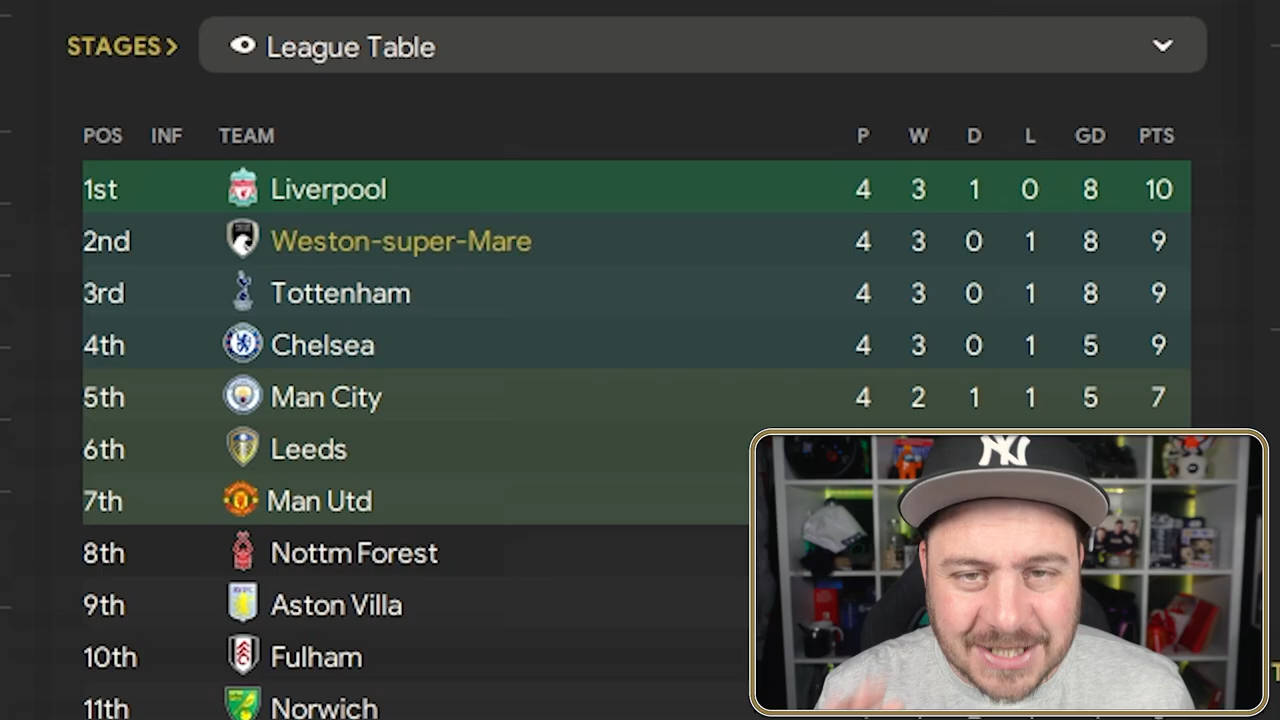 STAGES> League Table
POS INF TEAM P W D L GD PTS
1st Liverpool 4 3 1 0 8 10
2nd Weston-super-Mare 4 3 0 1 8 9
3rd Tottenham 4 3 0 1 8 9
4th Chelsea 4 3 0 1 5 9
5th Man City 4 2 1 1 5 7
6th Leeds
7th Man Utd
8th Nottm Forest
9th Aston Villa
10th Fulham
11th Norwich
NY